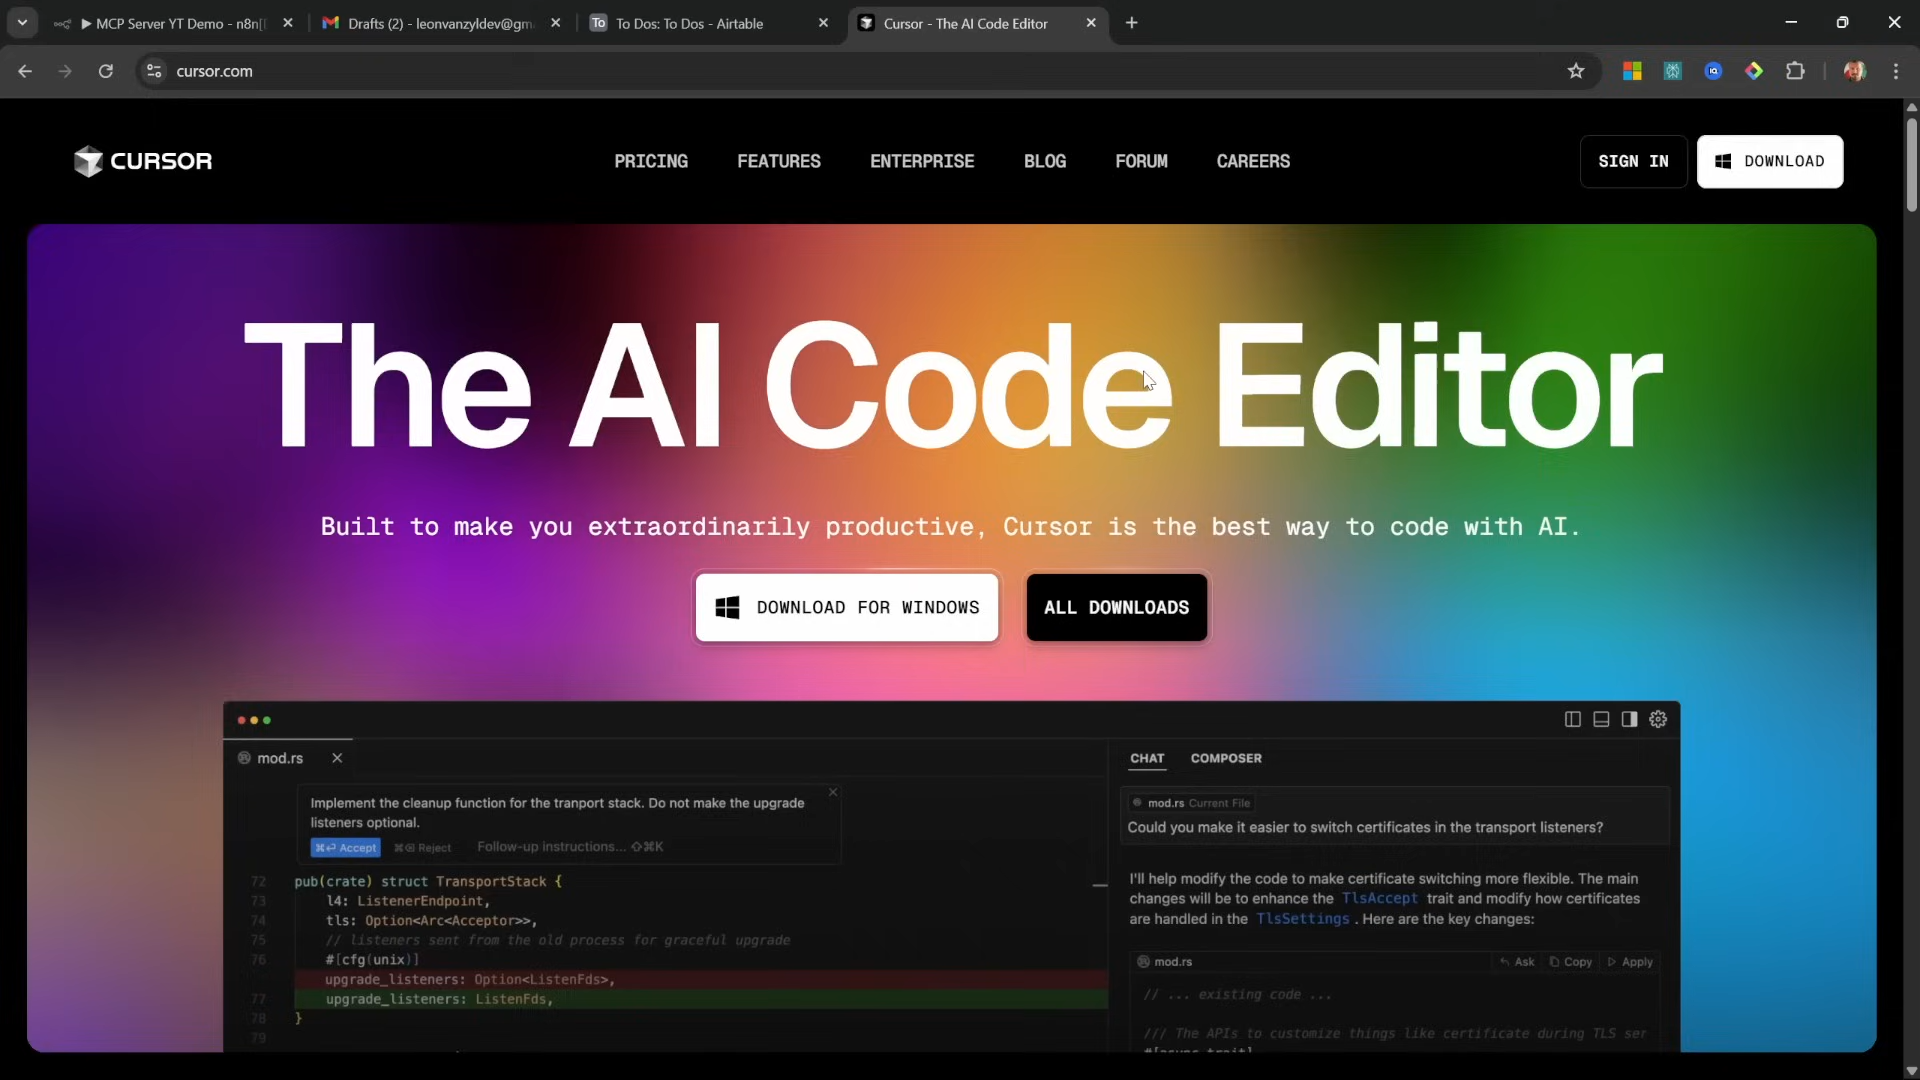 ▶ MCP Server YT Demo - n8n[
Drafts (2) - leonvanzyldev@gm
To
To Dos: To Dos - Airtable
Cursor - The AI Code Editor
cursor.com
CURSOR
PRICING
FEATURES
ENTERPRISE
BLOG
FORUM
CAREERS
SIGN IN
DOWNLOAD
The AI Code Editor
Built to make you extraordinarily productive, Cursor is the best way to code with AI.
DOWNLOAD FOR WINDOWS
ALL DOWNLOADS
mod.rs
Implement the cleanup function for the tranport stack. Do not make the upgrade
listeners optional.
⌘⏎ Accept
⌘⌫ Reject
Follow-up instructions... ⇧⌘K
72 pub(crate) struct TransportStack {
73 l4: ListenerEndpoint,
74 tls: Option<Arc<Acceptor>>,
75 // listeners sent from the old process for graceful upgrade
76 #[cfg(unix)]
upgrade_listeners: Option<ListenFds>,
77 upgrade_listeners: ListenFds,
78 }
79
CHAT
COMPOSER
mod.rs Current File
Could you make it easier to switch certificates in the transport listeners?
I'll help modify the code to make certificate switching more flexible. The main
changes will be to enhance the TlsAccept trait and modify how certificates
are handled in the TlsSettings . Here are the key changes:
mod.rs
Ask
Copy
Apply
// ... existing code ...
/// The APIs to customize things like certificate during TLS ser
#[async_trait]